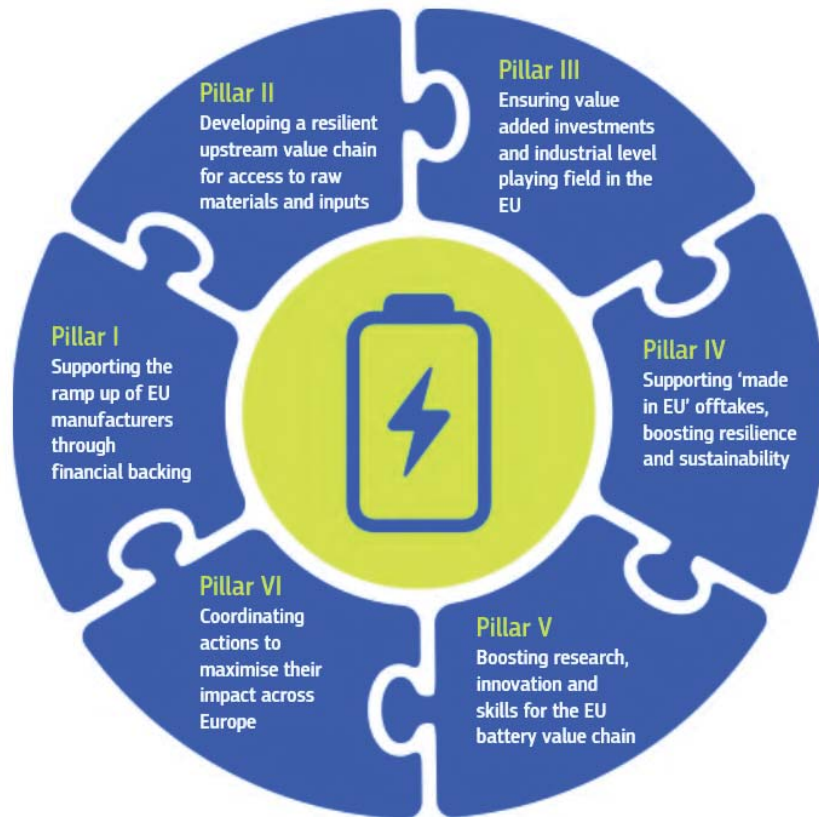 Pillar I
Supporting the
ramp up of EU
manufacturers
through
financial backing
Pillar II
Developing a resilient
upstream value chain
for access to raw
materials and inputs
Pillar III
Ensuring value
added investments
and industrial level
playing field in the
EU
Pillar IV
Supporting ‘made
in EU’ offtakes,
boosting resilience
and sustainability
Pillar V
Boosting research,
innovation and
skills for the EU
battery value chain
Pillar VI
Coordinating
actions to
maximise their
impact across
Europe